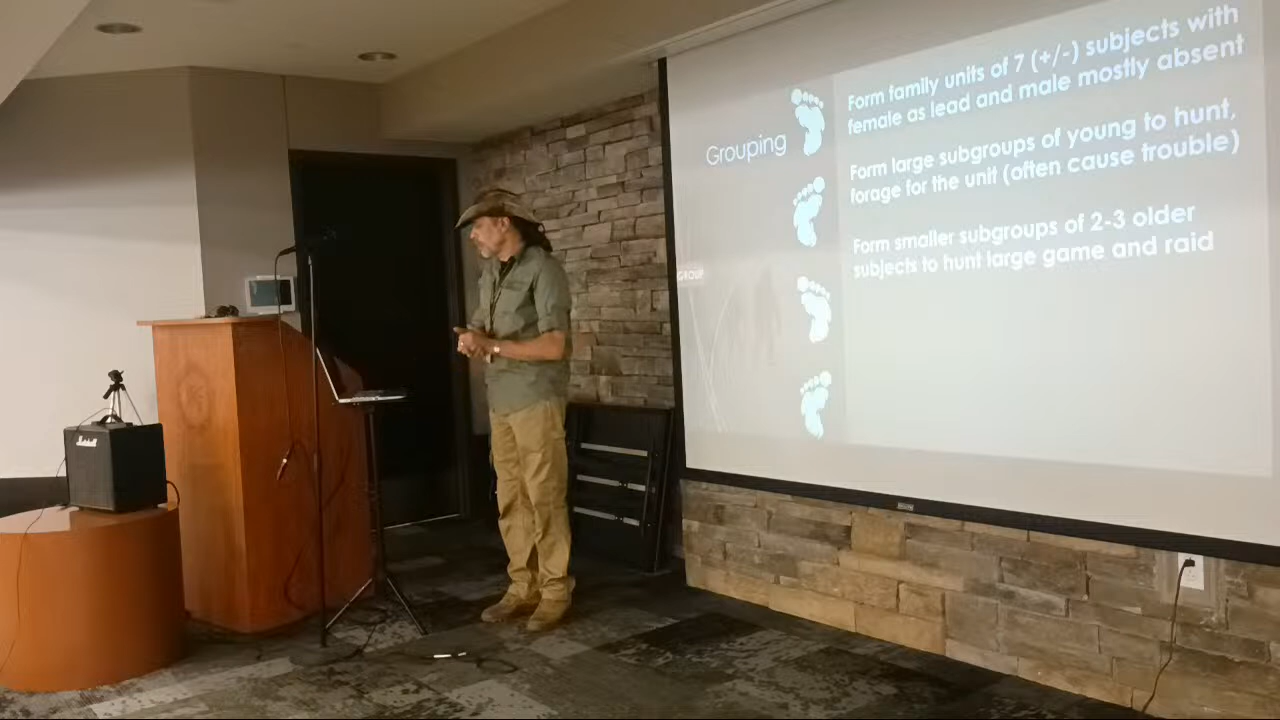 Grouping
Form family units of 7 (+/-) subjects with
female as lead and male mostly absent
Form large subgroups of young to hunt,
forage for the unit (often cause trouble)
Form smaller subgroups of 2-3 older
subjects to hunt large game and raid
GROUP
Marshall